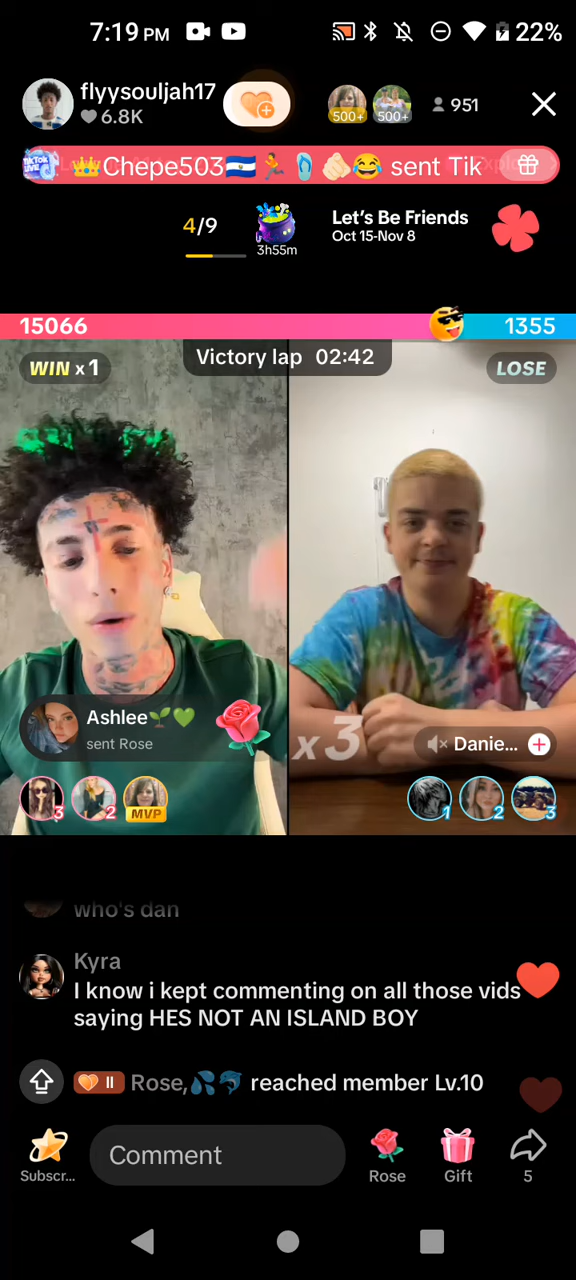 7:19 PM 22%
flyysouljah17
6.8K
500+ 500+ 951
👑Chepe503🇸🇻🏃🩴🫵🏻😂 sent Tik
4/9
3h55m
Let's Be Friends
Oct 15-Nov 8
15066 1355
WIN x1 Victory lap 02:42 LOSE
Ashlee🌱💚
sent Rose
x3
Danie...
3 2 MVP 1 2 3
who's dan
Kyra
I know i kept commenting on all those vids
saying HES NOT AN ISLAND BOY
Rose,💦🐬 reached member Lv.10
Comment
Subscr... Rose Gift 5